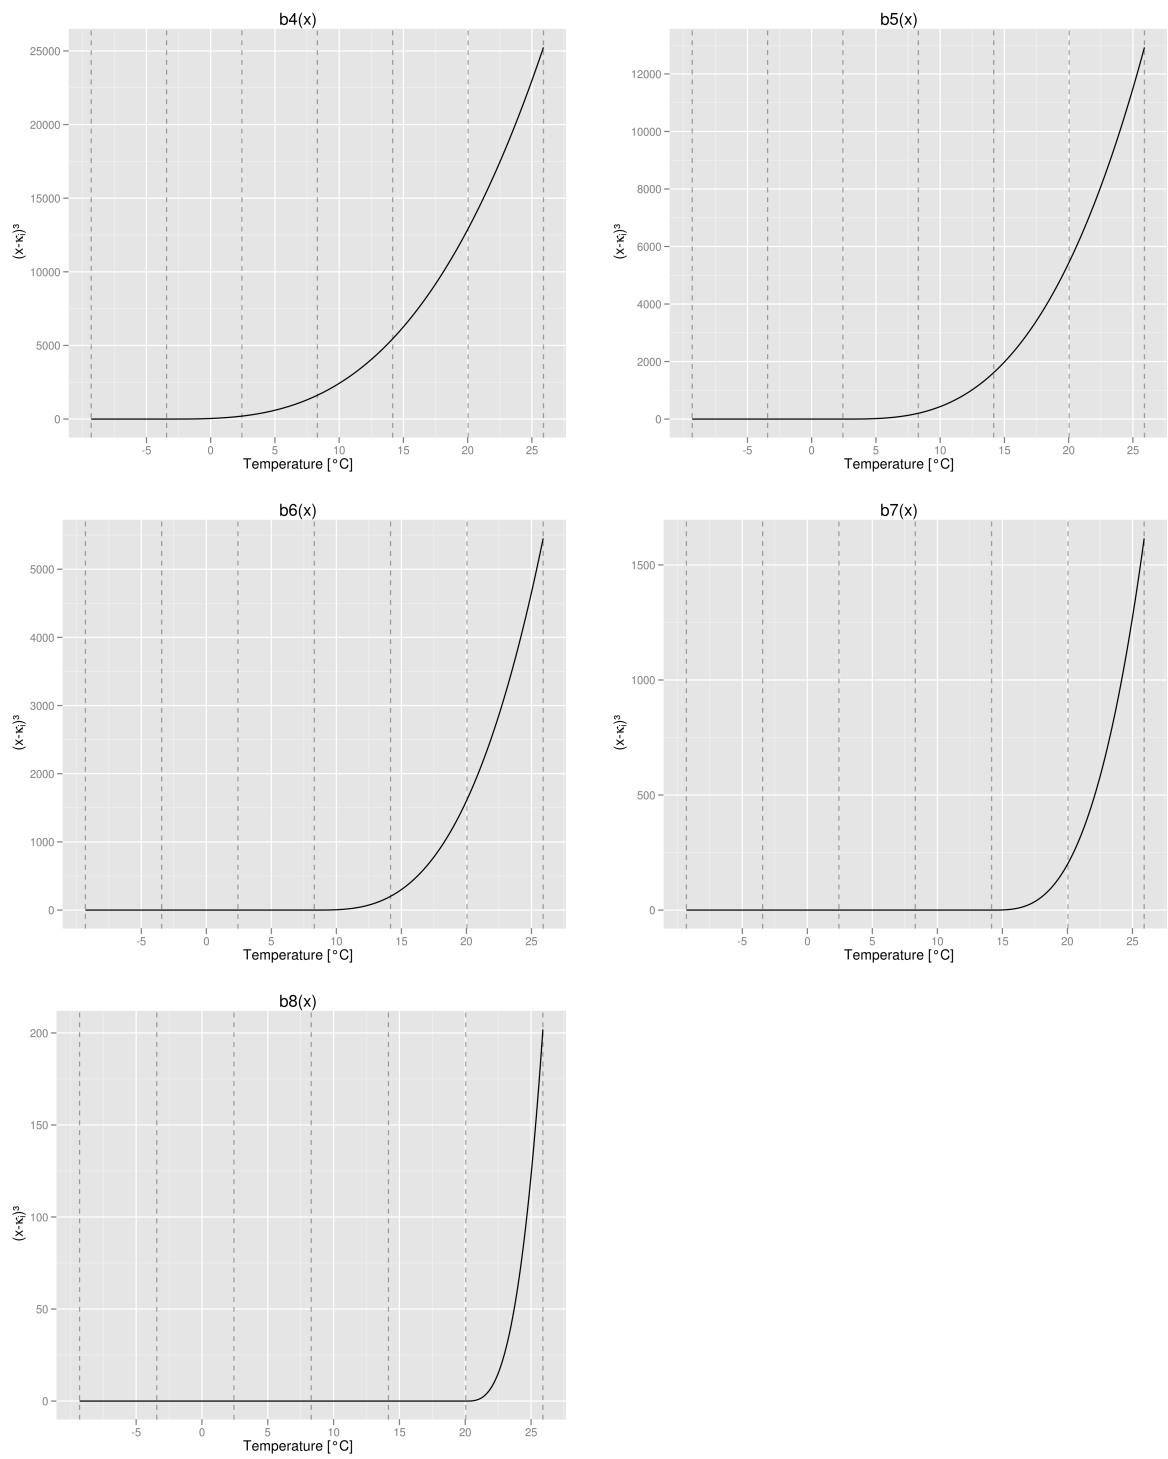 b4(x)
25000
20000
15000
10000
5000
0
(x-κᵢ)³
-5 0 5 10 15 20 25
Temperature [°C]
b5(x)
12000
10000
8000
6000
4000
2000
0
(x-κᵢ)³
-5 0 5 10 15 20 25
Temperature [°C]
b6(x)
5000
4000
3000
2000
1000
0
(x-κᵢ)³
-5 0 5 10 15 20 25
Temperature [°C]
b7(x)
1500
1000
500
0
(x-κᵢ)³
-5 0 5 10 15 20 25
Temperature [°C]
b8(x)
200
150
100
50
0
(x-κᵢ)³
-5 0 5 10 15 20 25
Temperature [°C]